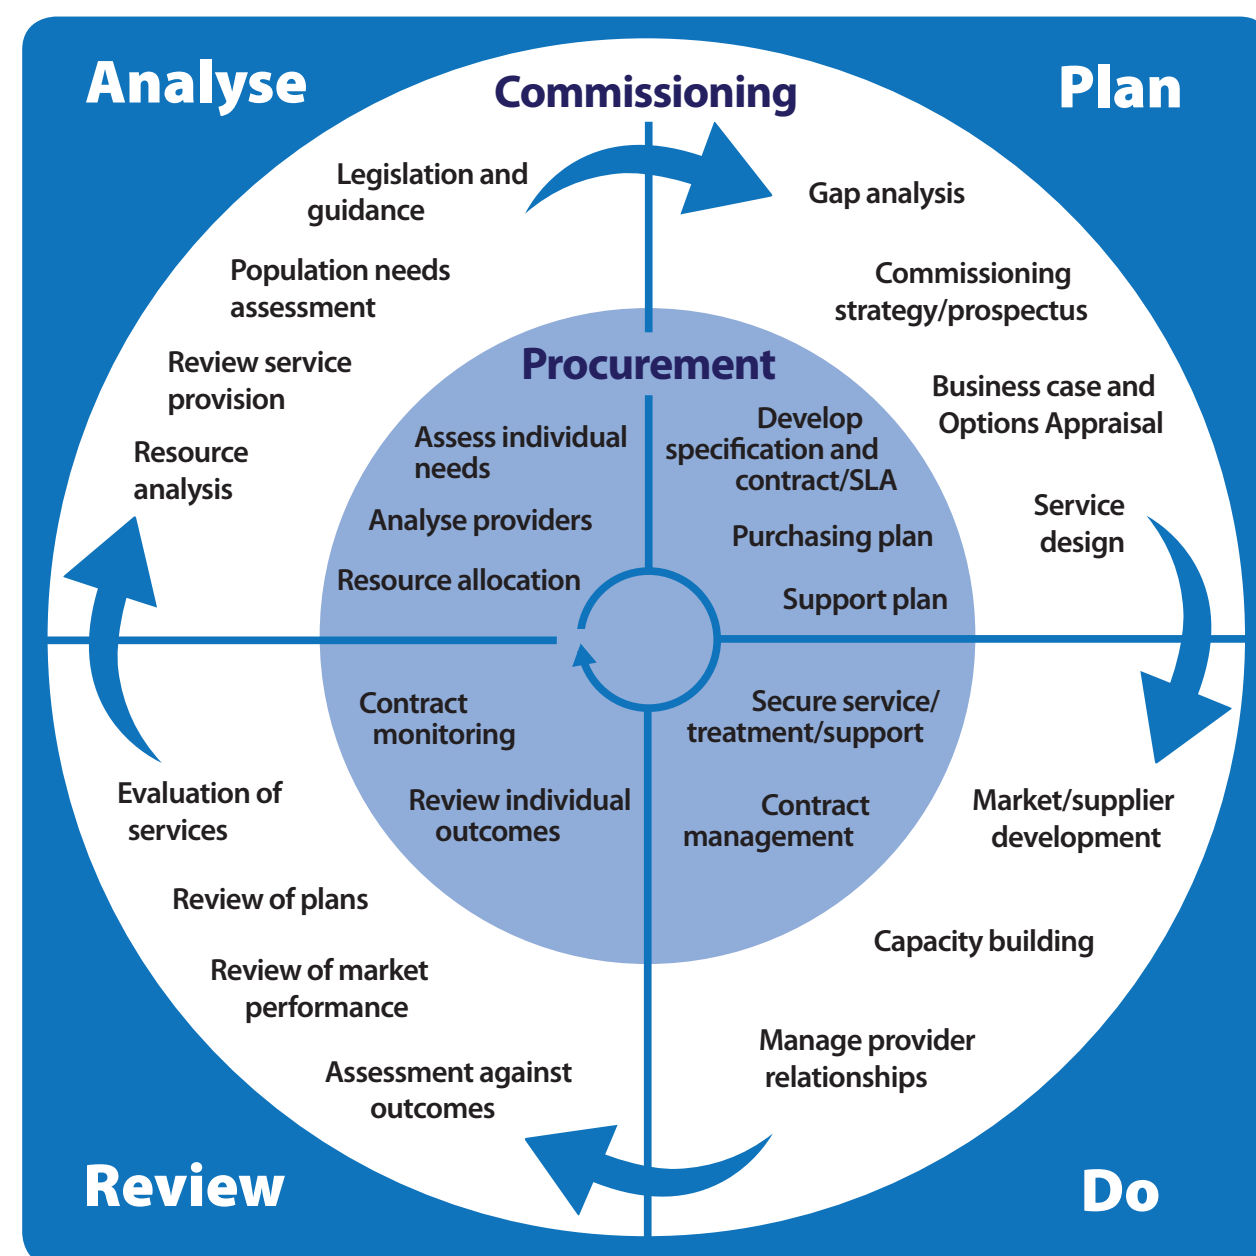 Analyse
Plan
Commissioning
Legislation and
guidance
Population needs
assessment
Review service
provision
Resource
analysis
Gap analysis
Commissioning
strategy/prospectus
Business case and
Options Appraisal
Service
design
Procurement
Assess individual
needs
Analyse providers
Resource allocation
Develop
specification and
contract/SLA
Purchasing plan
Support plan
Contract
monitoring
Review individual
outcomes
Secure service/
treatment/support
Contract
management
Evaluation of
services
Review of plans
Review of market
performance
Assessment against
outcomes
Market/supplier
development
Capacity building
Manage provider
relationships
Review
Do